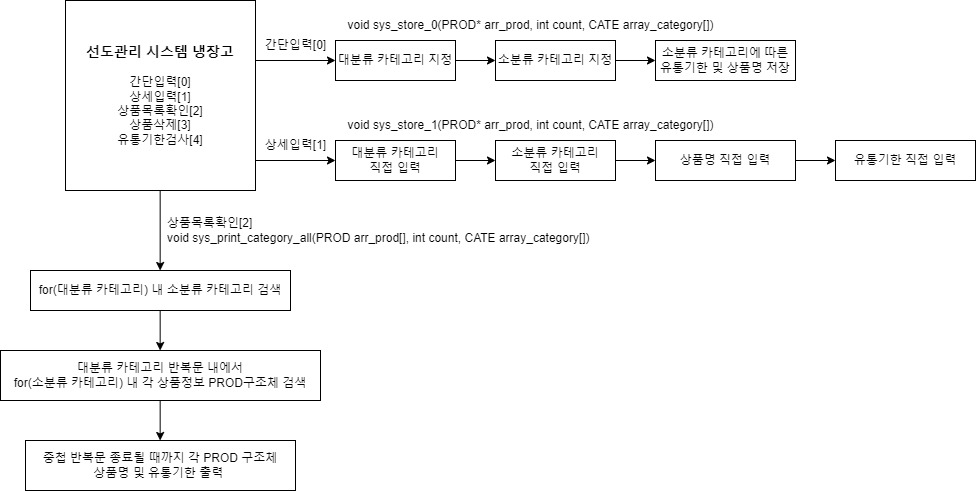 선도관리 시스템 냉장고
간단입력[0]
상세입력[1]
상품목록확인[2]
상품삭제[3]
유통기한검사[4]
void sys_store_0(PROD* arr_prod, int count, CATE array_category[])
간단입력[0]
대분류 카테고리 지정
소분류 카테고리 지정
소분류 카테고리에 따른
유통기한 및 상품명 저장
void sys_store_1(PROD* arr_prod, int count, CATE array_category[])
상세입력[1]
대분류 카테고리
직접 입력
소분류 카테고리
직접 입력
상품명 직접 입력
유통기한 직접 입력
상품목록확인[2]
void sys_print_category_all(PROD arr_prod[], int count, CATE array_category[])
for(대분류 카테고리) 내 소분류 카테고리 검색
대분류 카테고리 반복문 내에서
for(소분류 카테고리) 내 각 상품정보 PROD구조체 검색
중첩 반복문 종료될 때까지 각 PROD 구조체
상품명 및 유통기한 출력